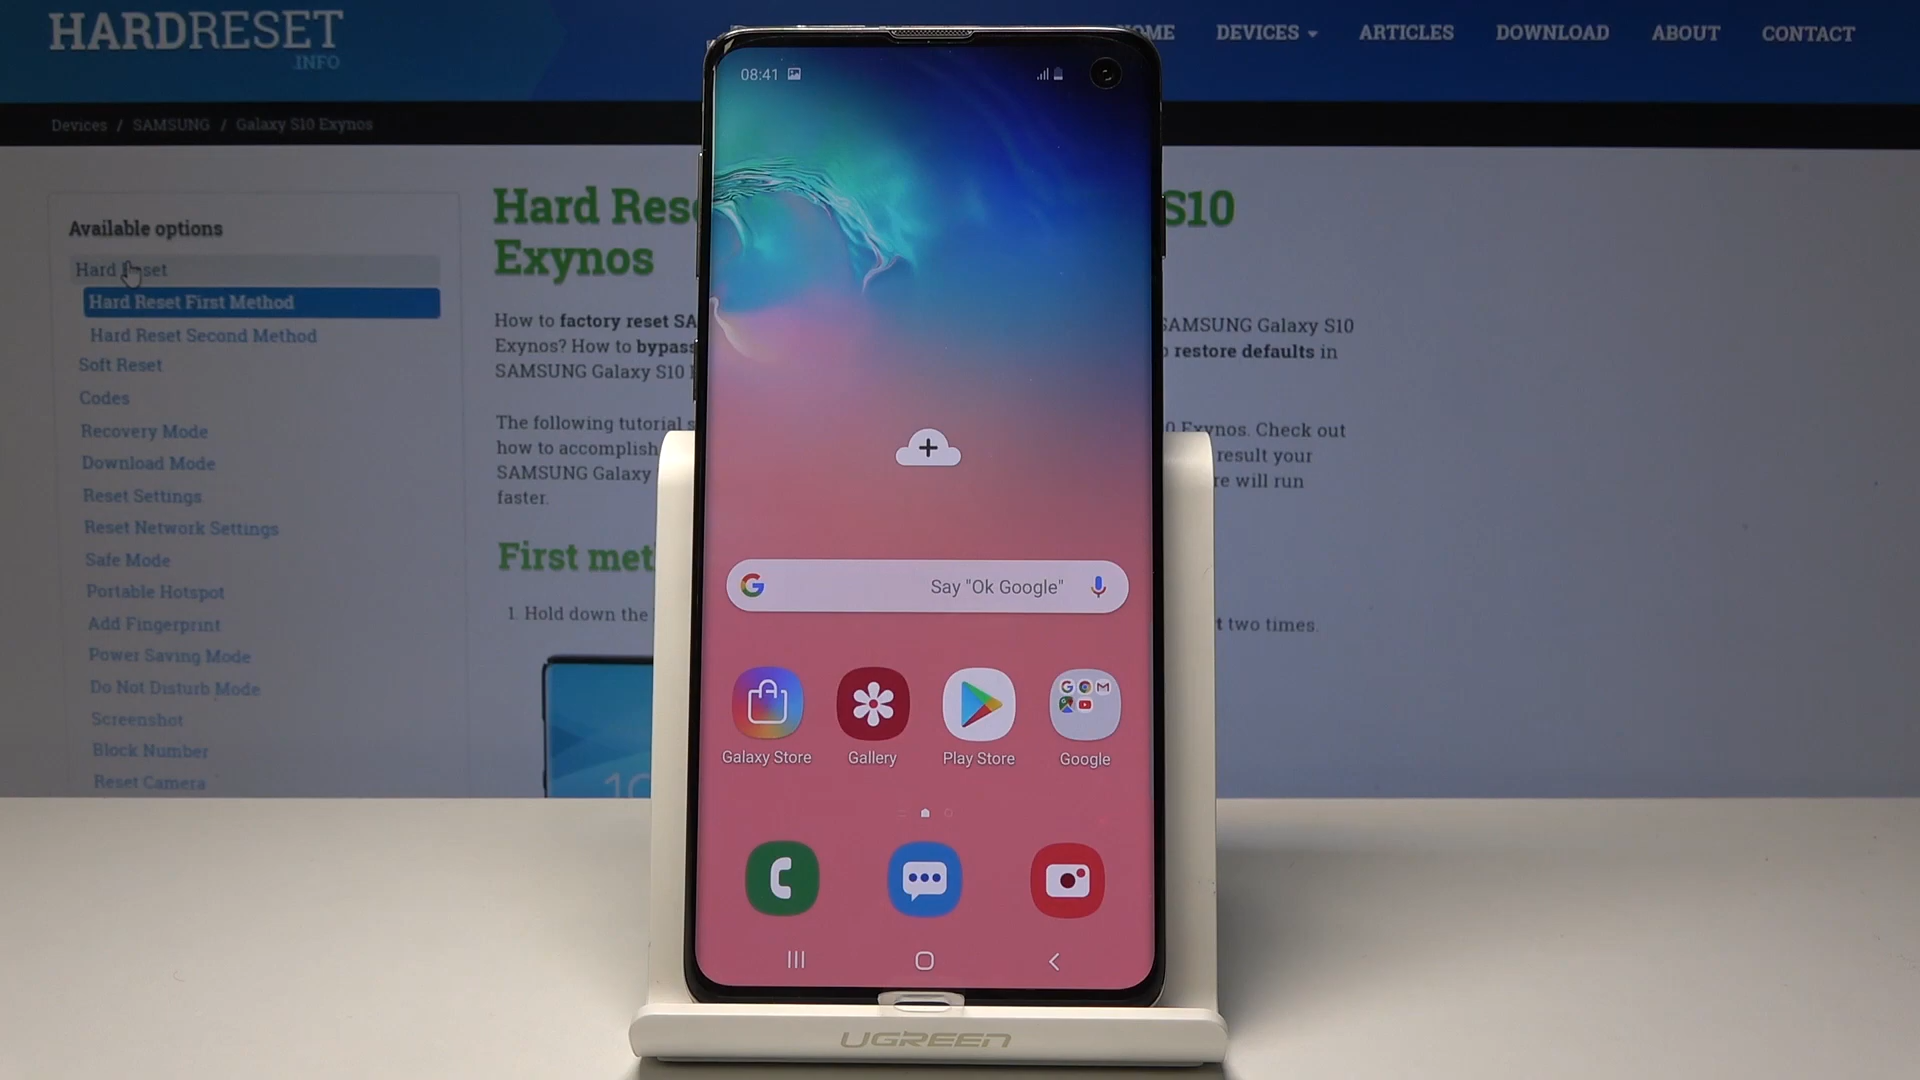 HARDRESET
.INFO
HOME DEVICES ARTICLES DOWNLOAD ABOUT CONTACT
Devices / SAMSUNG / Galaxy S10 Exynos
Available options
Hard Reset
Hard Reset First Method
Hard Reset Second Method
Soft Reset
Codes
Recovery Mode
Download Mode
Reset Settings
Reset Network Settings
Safe Mode
Portable Hotspot
Add Fingerprint
Power Saving Mode
Do Not Disturb Mode
Screenshot
Block Number
Reset Camera
Hard Rese S10
Exynos
How to factory reset SA SAMSUNG Galaxy S10
Exynos? How to bypass restore defaults in
SAMSUNG Galaxy S10
The following tutorial s Exynos. Check out
how to accomplish result your
SAMSUNG Galaxy re will run
faster.
First met
1. Hold down the t two times.
08:41
Say "Ok Google"
Galaxy Store
Gallery
Play Store
Google
UGREEN